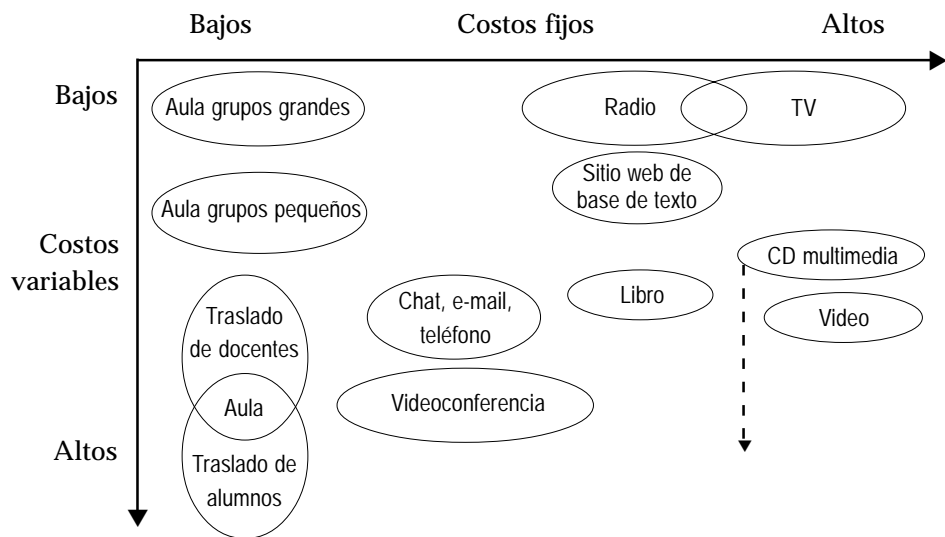 Bajos
Costos fijos
Altos
Bajos
Aula grupos grandes
Radio
TV
Sitio web de
base de texto
Aula grupos pequeños
Costos
variables
CD multimedia
Traslado
de docentes
Chat, e-mail,
teléfono
Libro
Video
Aula
Videoconferencia
Altos
Traslado de
alumnos